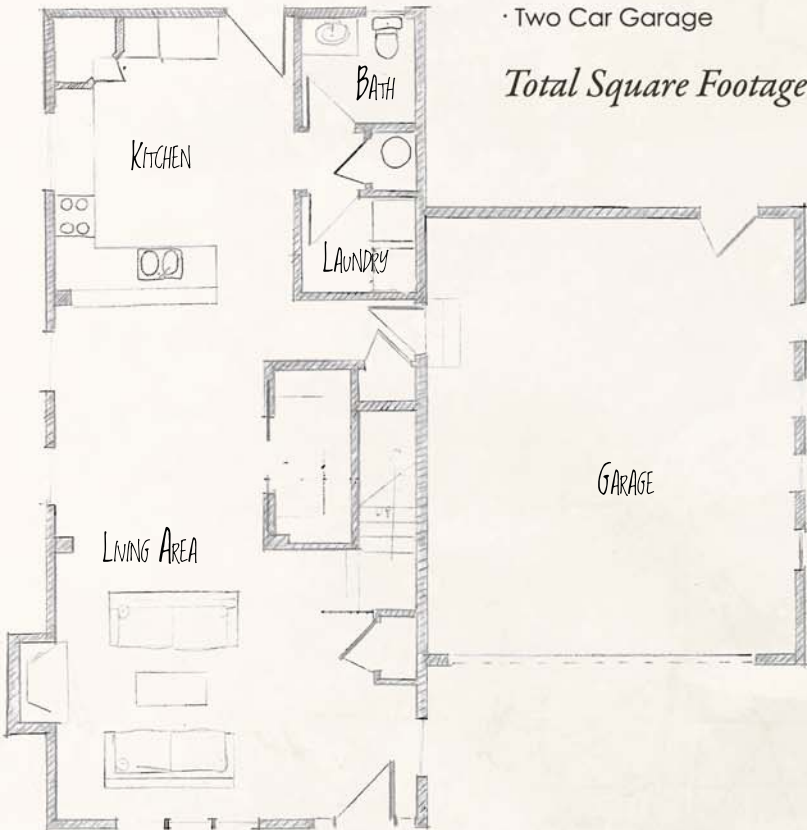 · Two Car Garage
Total Square Footage
BATH
KITCHEN
LAUNDRY
GARAGE
LIVING AREA